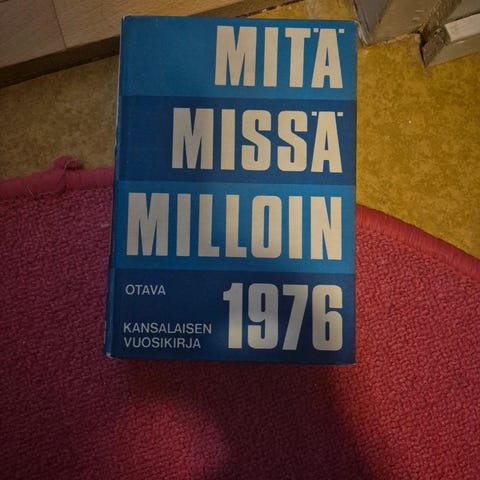 MITÄ
MISSÄ
MILLOIN
OTAVA
1976
KANSALAISEN
VUOSIKIRJA